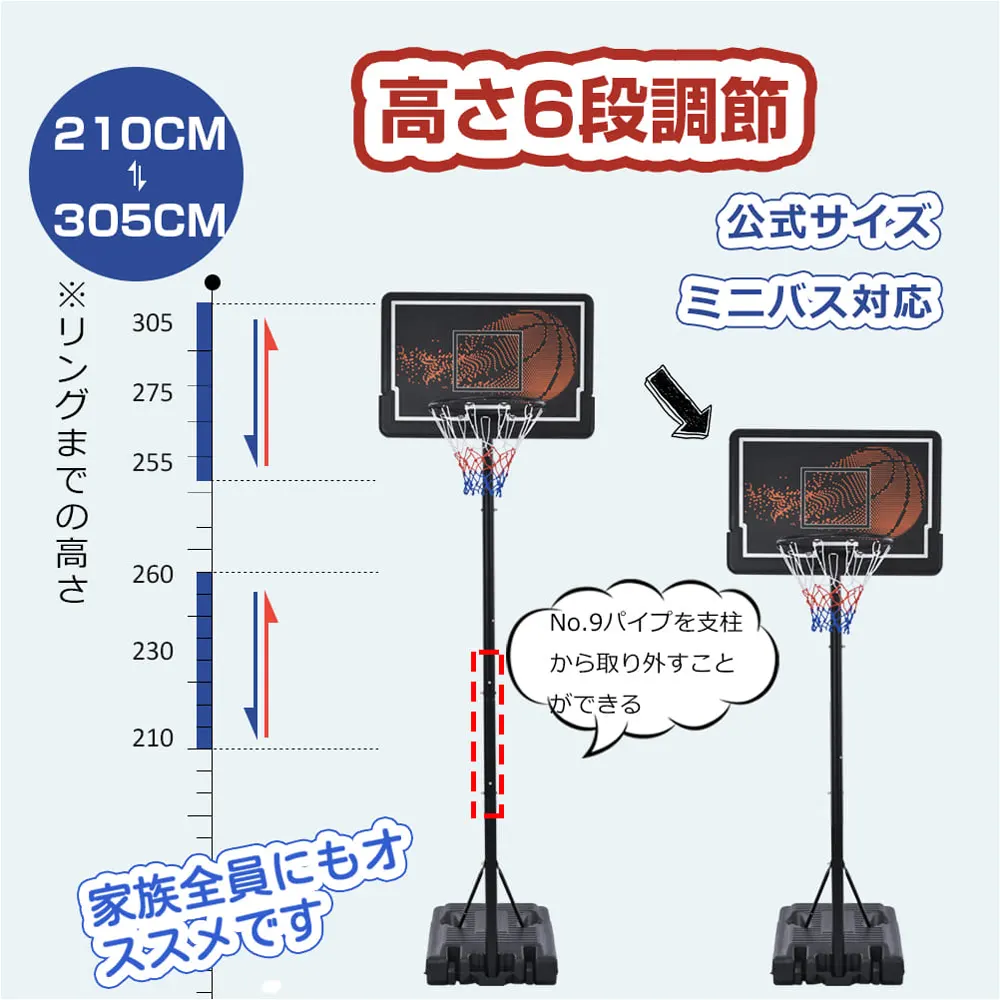 高さ6段調節
210CM
305CM
公式サイズ
ミニバス対応
※リングまでの高さ
305
275
255
260
230
210
No.9パイプを支柱
から取り外すこと
ができる
家族全員にもオ
ススメです